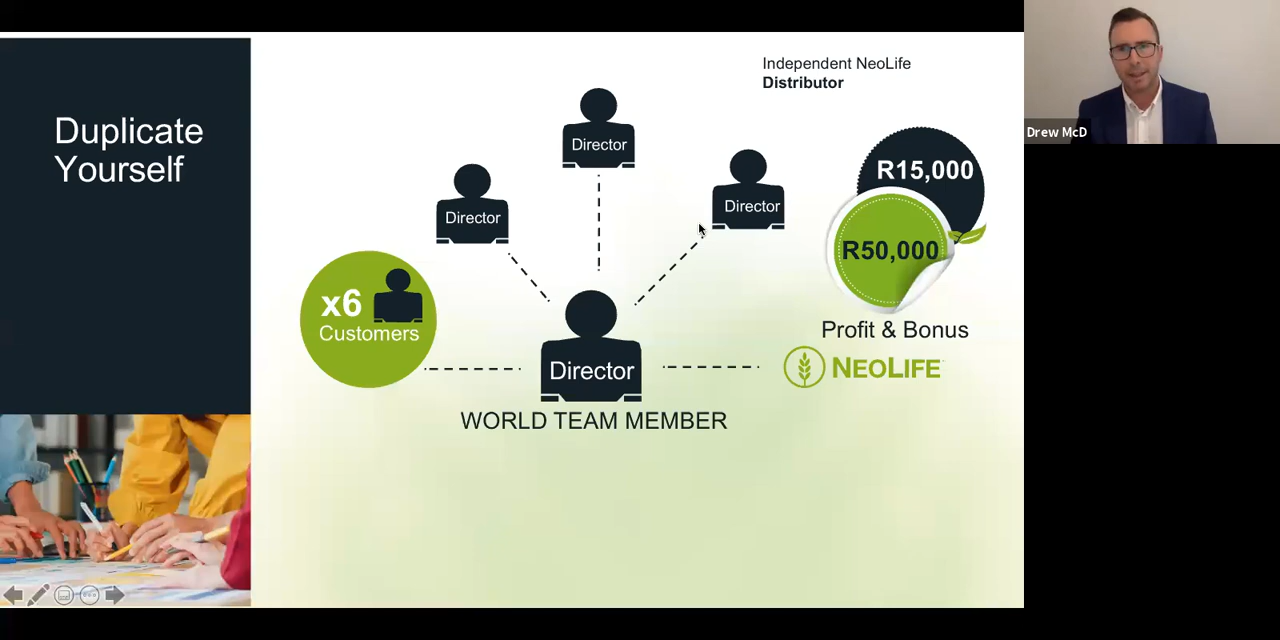 Duplicate
Yourself
Independent NeoLife
Distributor
Director
Director
Director
R15,000
R50,000
x6
Customers
Director
WORLD TEAM MEMBER
Profit & Bonus
NEOLIFE
Drew McD